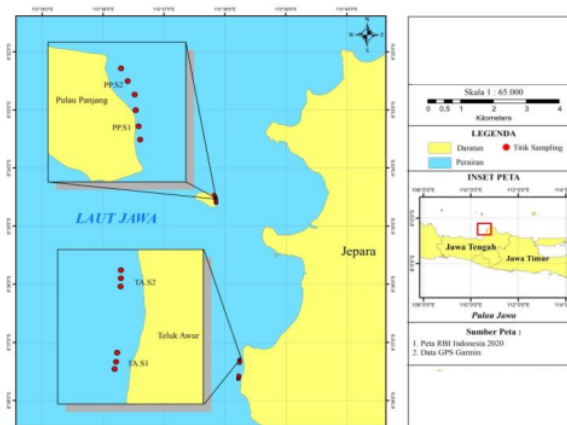 PP.S2
Pulau Panjang
PP.S1
LAUT JAWA
Jepara
TA.S2
Teluk Awur
TA.S1
Skala 1 : 65.000
0 0,5 1 2 3 4
Kilometers
LEGENDA
Daratan
Titik Sampling
Perairan
INSET PETA
Jawa Tengah
Jawa Timur
Pulau Jawa
Sumber Peta :
1. Peta RBI Indonesia 2020
2. Data GPS Garmin